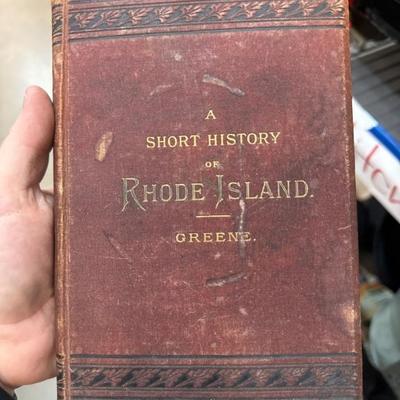 A
SHORT HISTORY
OF
RHODE ISLAND.
GREENE.